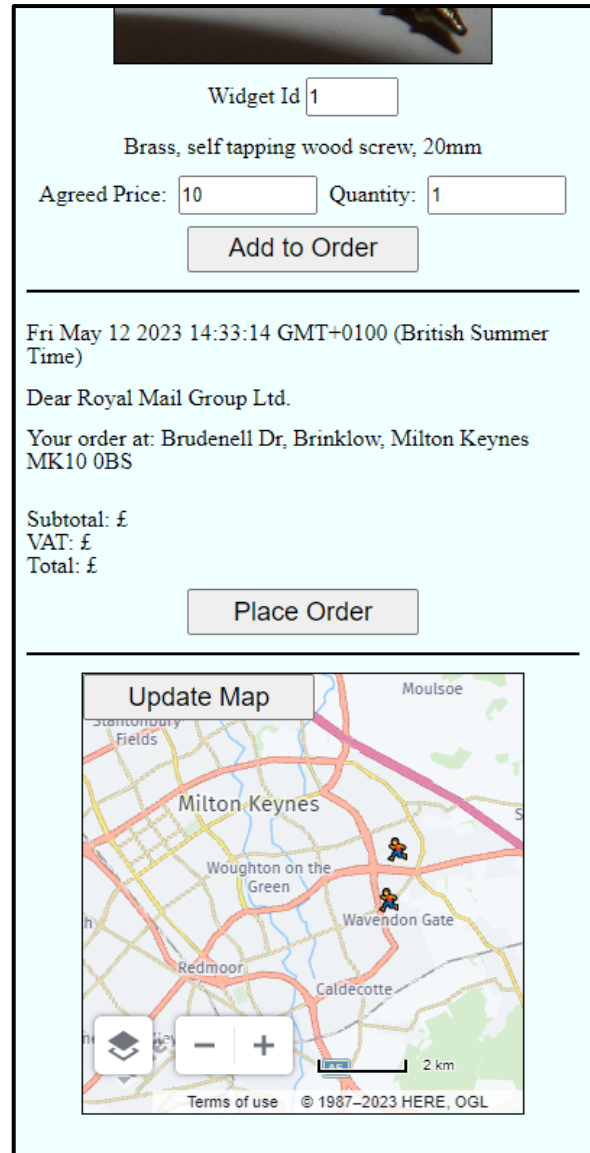 Widget Id 1
Brass, self tapping wood screw, 20mm
Agreed Price: 10 Quantity: 1
Add to Order
Fri May 12 2023 14:33:14 GMT+0100 (British Summer
Time)
Dear Royal Mail Group Ltd.
Your order at: Brudenell Dr, Brinklow, Milton Keynes
MK10 0BS
Subtotal: £
VAT: £
Total: £
Place Order
Update Map
Moulsoe
Stantonbury
Fields
Milton Keynes
Woughton on the
Green
Wavendon Gate
Redmoor
Caldecotte
2 km
Terms of use © 1987–2023 HERE, OGL